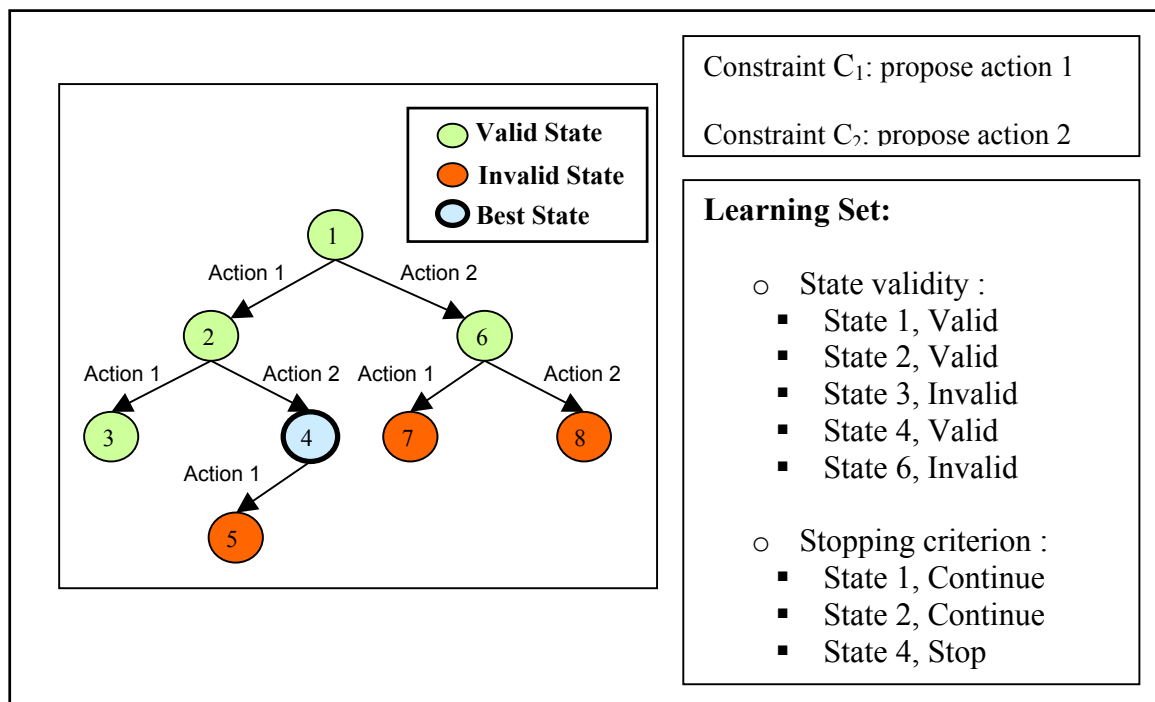 Constraint C₁: propose action 1
Constraint C₂: propose action 2
Valid State
Invalid State
Best State
1
Action 1
Action 2
2
6
Action 1
Action 2
Action 1
Action 2
3
4
7
8
Action 1
5
Learning Set:
o State validity :
▪ State 1, Valid
▪ State 2, Valid
▪ State 3, Invalid
▪ State 4, Valid
▪ State 6, Invalid
o Stopping criterion :
▪ State 1, Continue
▪ State 2, Continue
▪ State 4, Stop